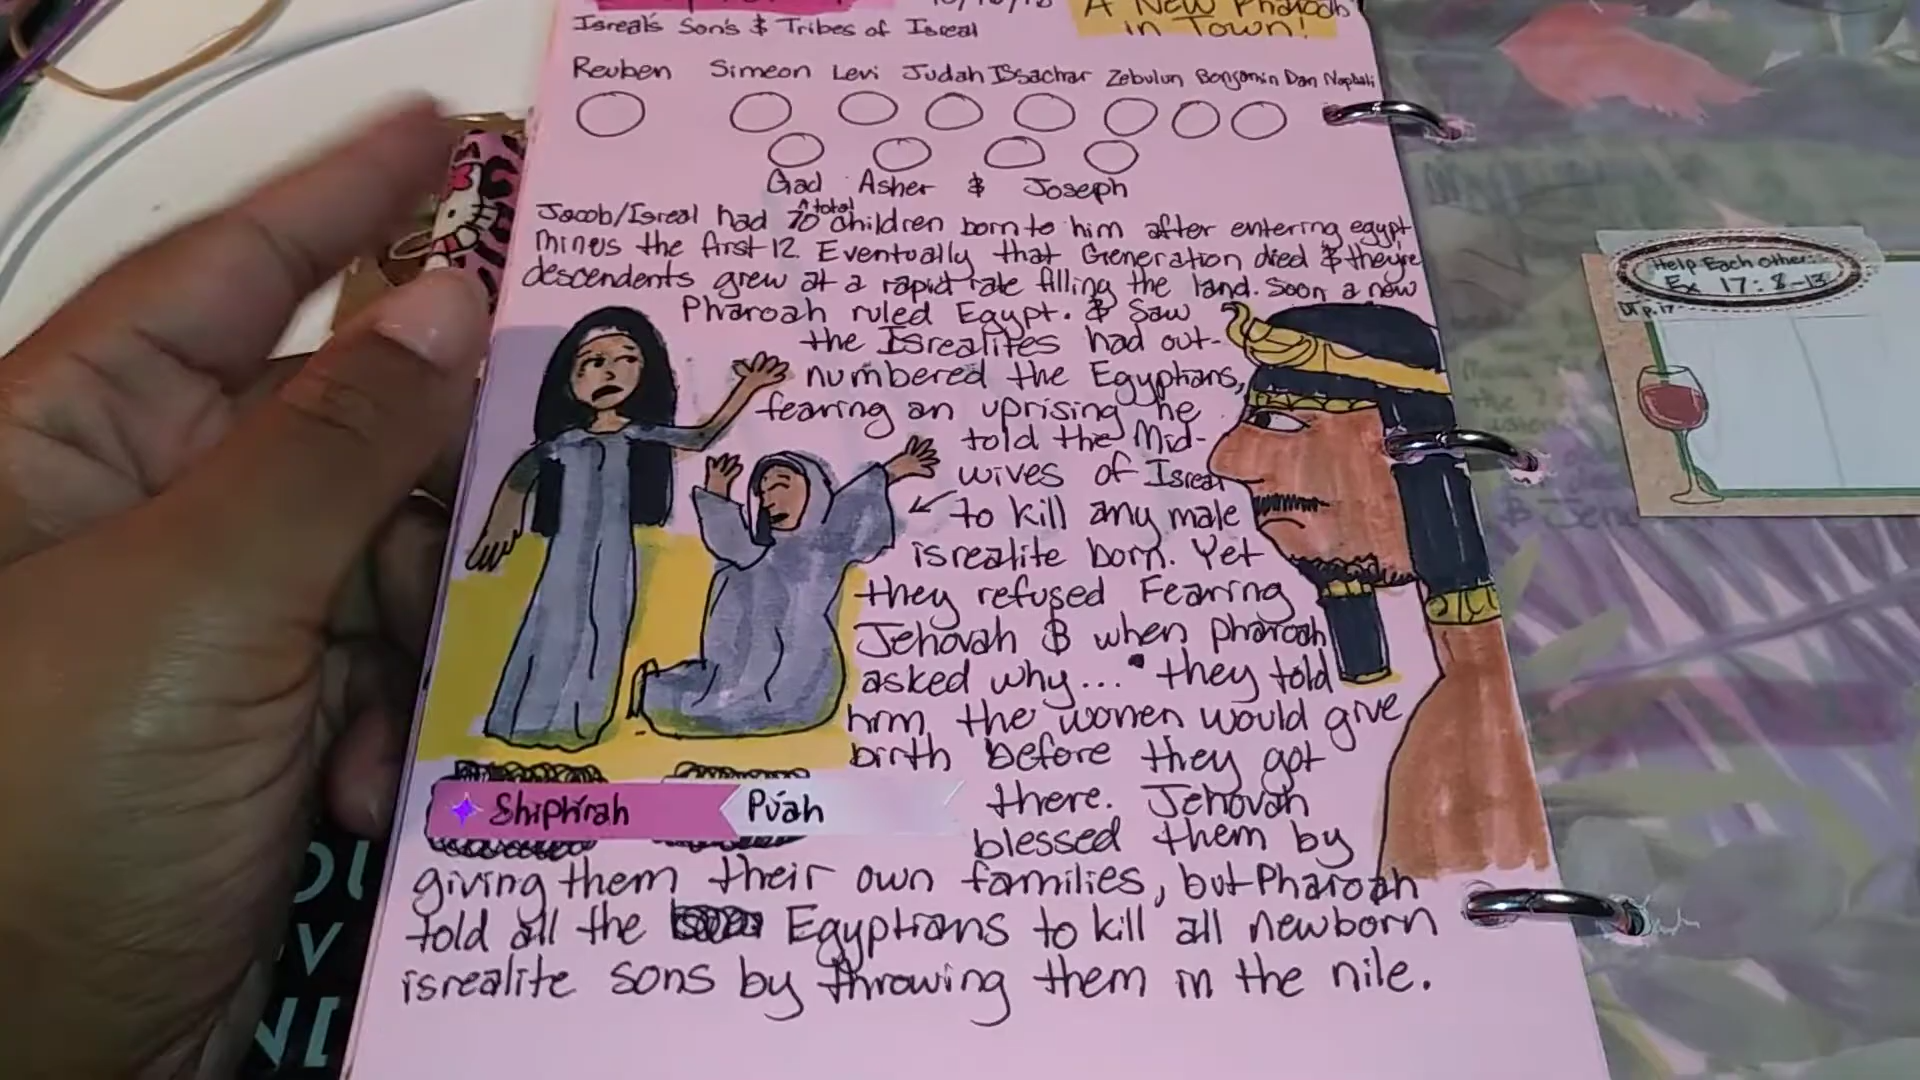 A New Pharoah
in Town!
Isreal's Son's & Tribes of Isreal
Reuben Simeon Levi Judah Issachar Zebulun Benjamin Dan Naphtali
Gad Asher & Joseph
Jacob/Isreal had 70 ^total children born to him after entering egypt
minus the first 12. Eventually that Generation died & they're
descendents grew at a rapid rate filling the land. Soon a new
Pharoah ruled Egypt. & Saw
the Isrealites had out-
numbered the Egyptians,
fearing an uprising he
told the Mid-
wives of Isreal
to kill any male
isrealite born. Yet
they refused Fearing
Jehovah & when pharoah
asked why... they told
him the women would give
birth before they got
there. Jehovah
blessed them by
Shiphrah Puah
giving them their own families, but Pharoah
told all the Egyptians to kill all newborn
isrealite sons by throwing them in the nile.
Help Each Other:
Ex 17:8-13